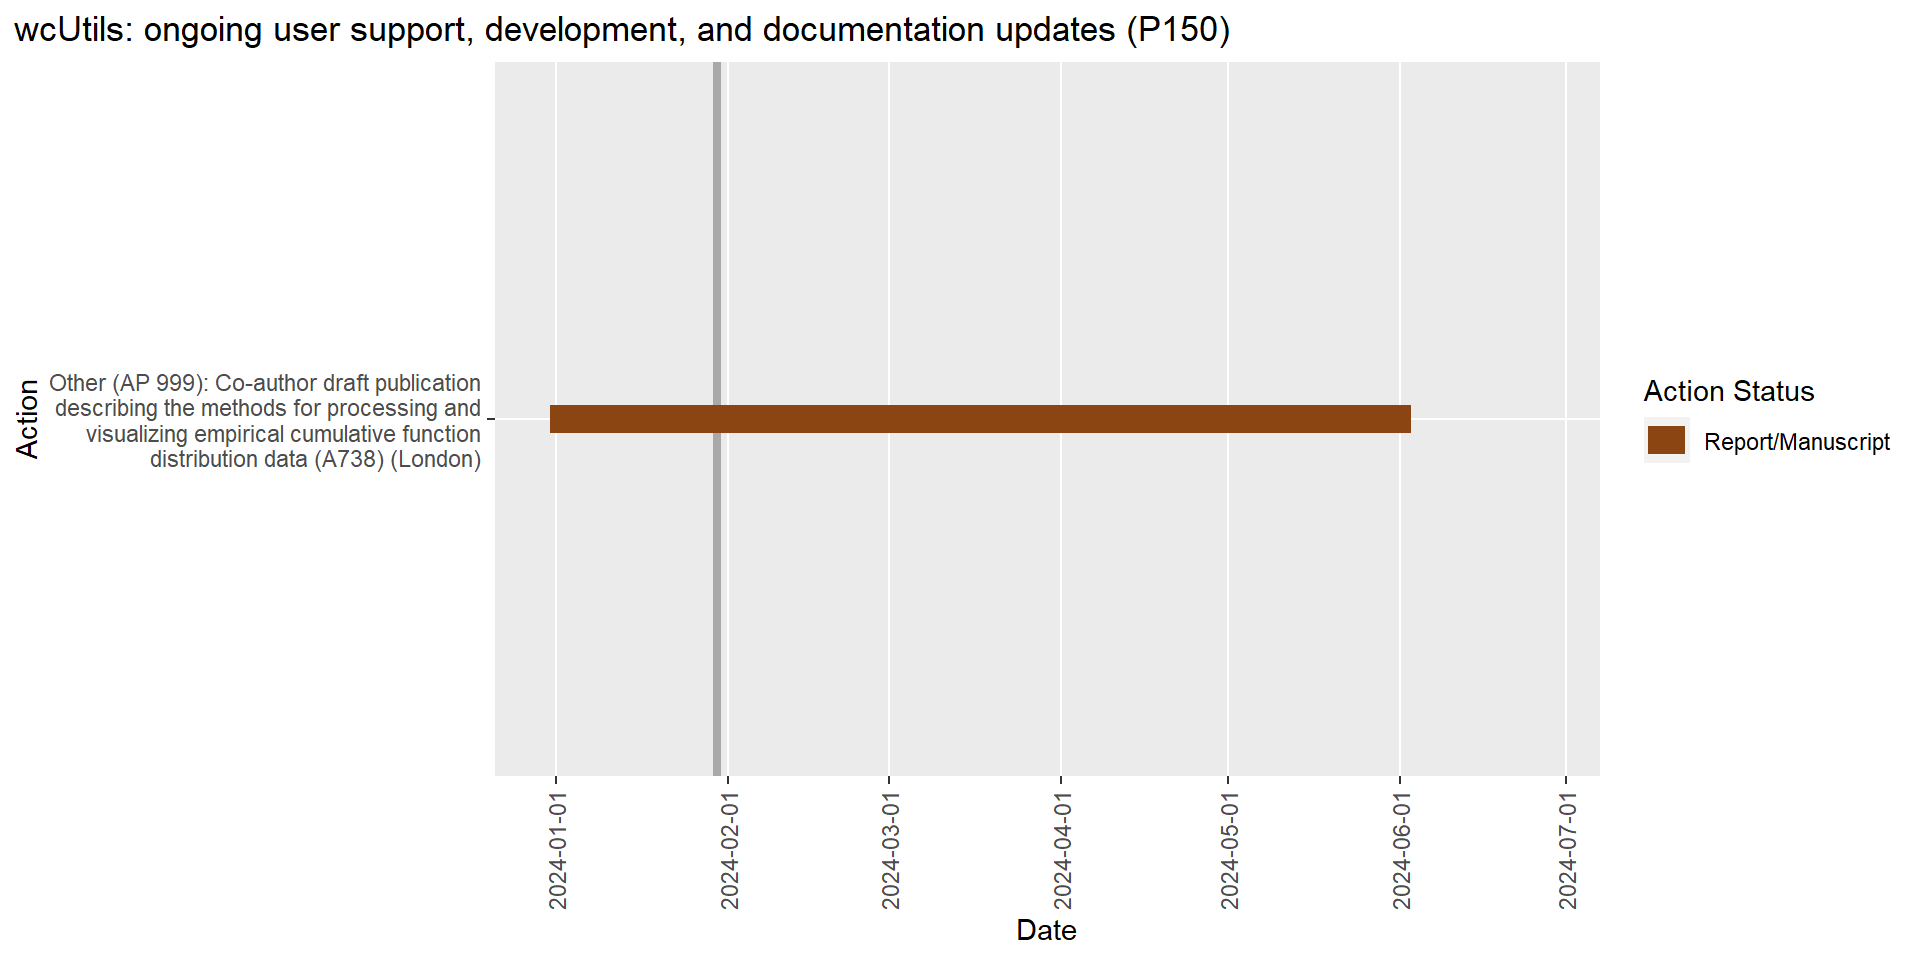 wcUtils: ongoing user support, development, and documentation updates (P150)
Action
Other (AP 999): Co-author draft publication
describing the methods for processing and
visualizing empirical cumulative function
distribution data (A738) (London)
2024-01-01
2024-02-01
2024-03-01
2024-04-01
2024-05-01
2024-06-01
2024-07-01
Date
Action Status
Report/Manuscript